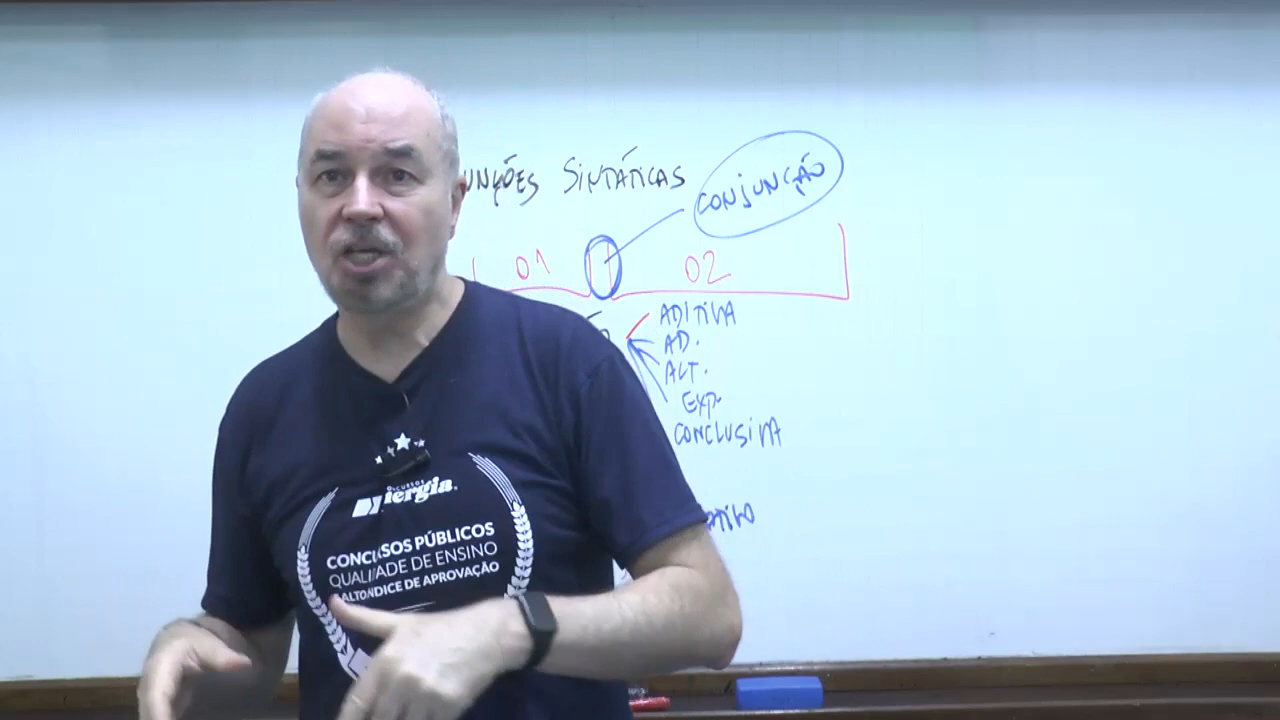 UNÇÕES SINTÁTICAS
CONJUNÇÃO
01
02
ADITIVA
AD.
ALT.
EXP.
CONCLUSIVA
CONCURSOS PÚBLICOS
QUALIDADE DE ENSINO
ALTO ÍNDICE DE APROVAÇÃO